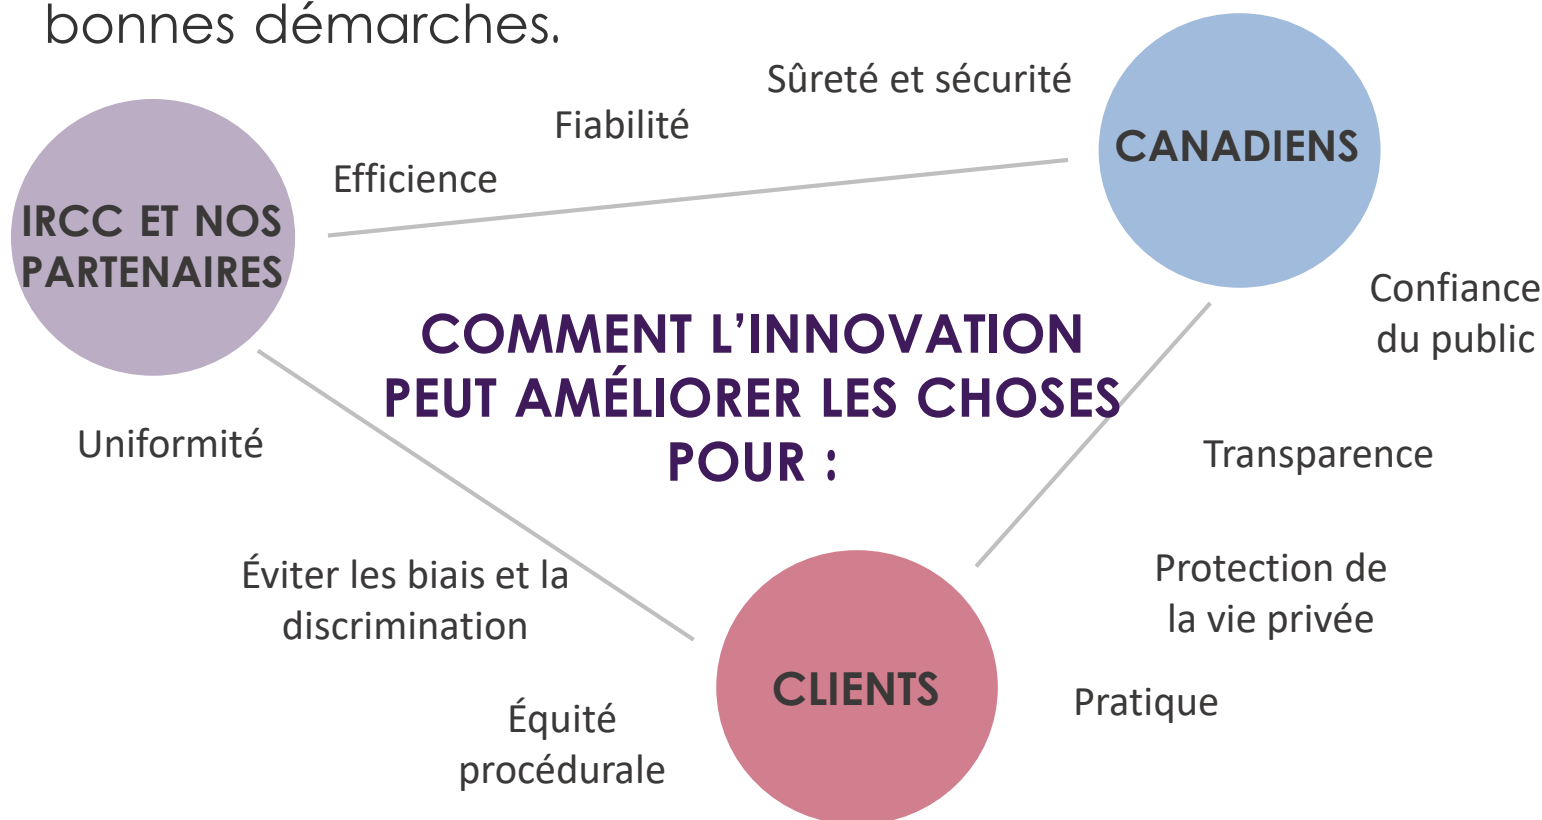 bonnes démarches.
Sûreté et sécurité
Fiabilité
Efficience
CANADIENS
IRCC ET NOS
PARTENAIRES
Confiance
du public
COMMENT L’INNOVATION
PEUT AMÉLIORER LES CHOSES
POUR :
Uniformité
Transparence
Éviter les biais et la
discrimination
Protection de
la vie privée
CLIENTS
Pratique
Équité
procédurale